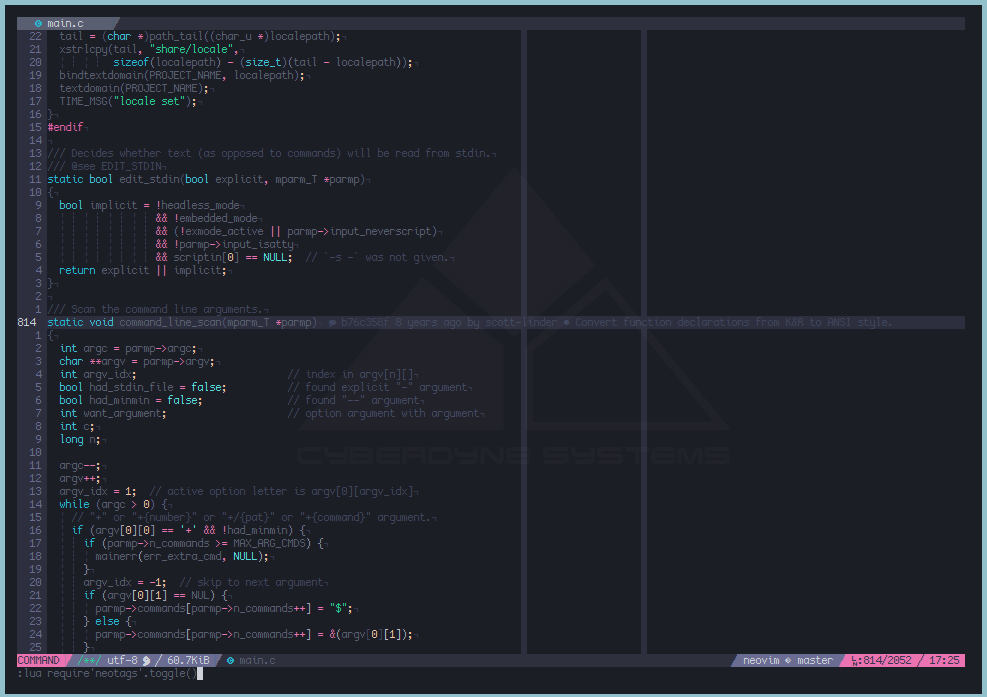 main.c
22 tail = (char *)path_tail((char_u *)localepath);
21 xstrlcpy(tail, "share/locale",
20 sizeof(localepath) - (size_t)(tail - localepath));
19 bindtextdomain(PROJECT_NAME, localepath);
18 textdomain(PROJECT_NAME);
17 TIME_MSG("locale set");
16 }
15 #endif
14
13 /// Decides whether text (as opposed to commands) will be read from stdin.
12 /// @see EDIT_STDIN
11 static bool edit_stdin(bool explicit, mparm_T *parmp)
10 {
9 bool implicit = !headless_mode
8 && !embedded_mode
7 && (!exmode_active || parmp->input_neverscript)
6 && !parmp->input_isatty
5 && scriptin[0] == NULL; // `-s -` was not given.
4 return explicit || implicit;
3 }
2
1 /// Scan the command line arguments.
814 static void command_line_scan(mparm_T *parmp) b76c35ef 8 years ago by scott-linder • Convert function declarations from K&R to ANSI style.
1 {
2 int argc = parmp->argc;
3 char **argv = parmp->argv;
4 int argv_idx; // index in argv[n][]
5 bool had_stdin_file = false; // found explicit "-" argument
6 bool had_minmin = false; // found "--" argument
7 int want_argument; // option argument with argument
8 int c;
9 long n;
10
11 argc--;
12 argv++;
13 argv_idx = 1; // active option letter is argv[0][argv_idx]
14 while (argc > 0) {
15 // "+" or "+{number}" or "+/{pat}" or "+{command}" argument.
16 if (argv[0][0] == '+' && !had_minmin) {
17 if (parmp->n_commands >= MAX_ARG_CMDS) {
18 mainerr(err_extra_cmd, NULL);
19 }
20 argv_idx = -1; // skip to next argument
21 if (argv[0][1] == NUL) {
22 parmp->commands[parmp->n_commands++] = "$";
23 } else {
24 parmp->commands[parmp->n_commands++] = &(argv[0][1]);
25 }
CYBERDYNE SYSTEMS
COMMAND /**/ utf-8 / 60.7KiB main.c neovim master 814/2052 / 17:25
:lua require'neotags'.toggle()